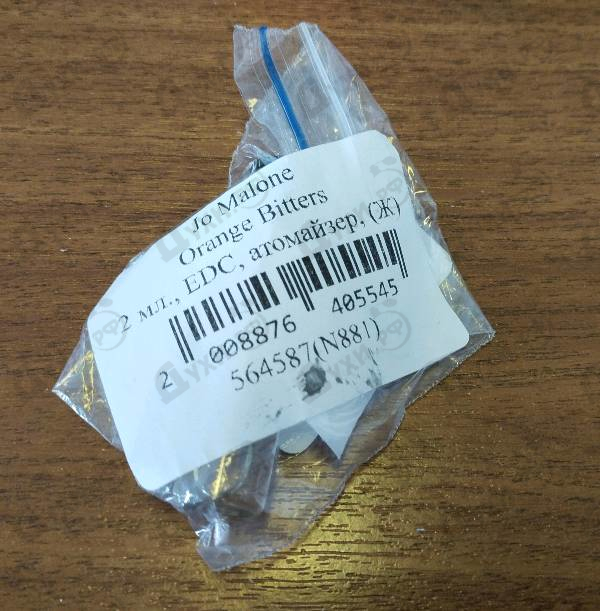 Jo Malone
Orange Bitters
2 мл., EDC, атомайзер, (Ж)
2 008876 405545
564587(N881)